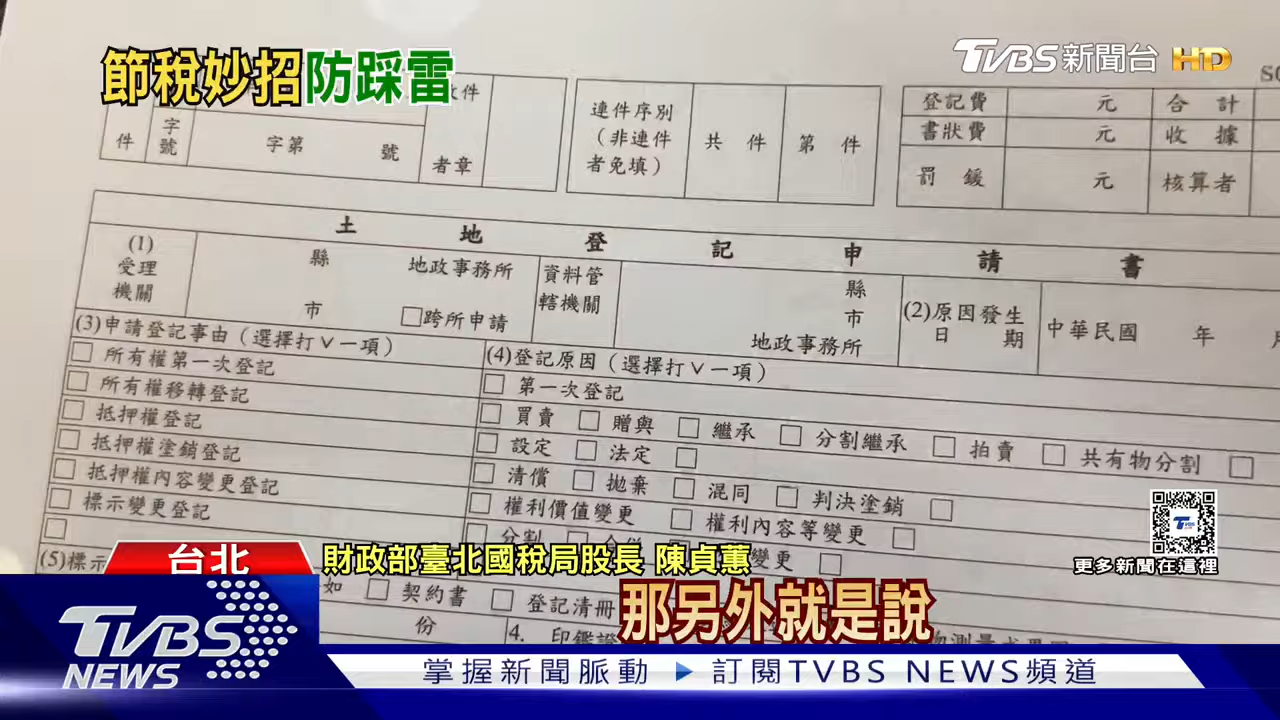 節稅妙招防踩雷
TVBS新聞台 HD
件 字號 字第 號 者章
連件序別（非連件者免填） 共 件 第 件
登記費 元 合 計
書狀費 元 收 據
罰 鍰 元 核算者
土地登記申請書
(1)受理機關 縣 市 地政事務所 □跨所申請
資料管轄機關 縣 市 地政事務所
(2)原因發生日期 中華民國 年
(3)申請登記事由（選擇打∨一項）
(4)登記原因（選擇打∨一項）
□ 所有權第一次登記
□ 第一次登記
□ 所有權移轉登記
□ 買賣 □ 贈與 □ 繼承 □ 分割繼承 □ 拍賣 □ 共有物分割 □
□ 抵押權登記
□ 設定 □ 法定 □
□ 抵押權塗銷登記
□ 清償 □ 拋棄 □ 混同 □ 判決塗銷 □
□ 抵押權內容變更登記
□ 權利價值變更 □ 權利內容等變更 □
□ 標示變更登記
□ 分割 變更 □
□
(5)標示
如 □ 契約書 □ 登記清冊
份 4. 印鑑證
台北
財政部臺北國稅局股長 陳貞蕙
那另外就是說
更多新聞在這裡
TVBS NEWS
掌握新聞脈動 ▶ 訂閱TVBS NEWS頻道